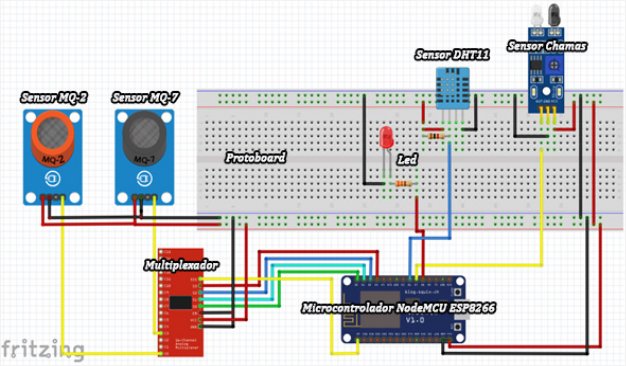 Sensor DHT11
Sensor Chamas
Sensor MQ-2
Sensor MQ-7
MQ-2
MQ-7
Protoboard
Led
Multiplexador
Microcontrolador NodeMCU ESP8266
V1.0
fritzing